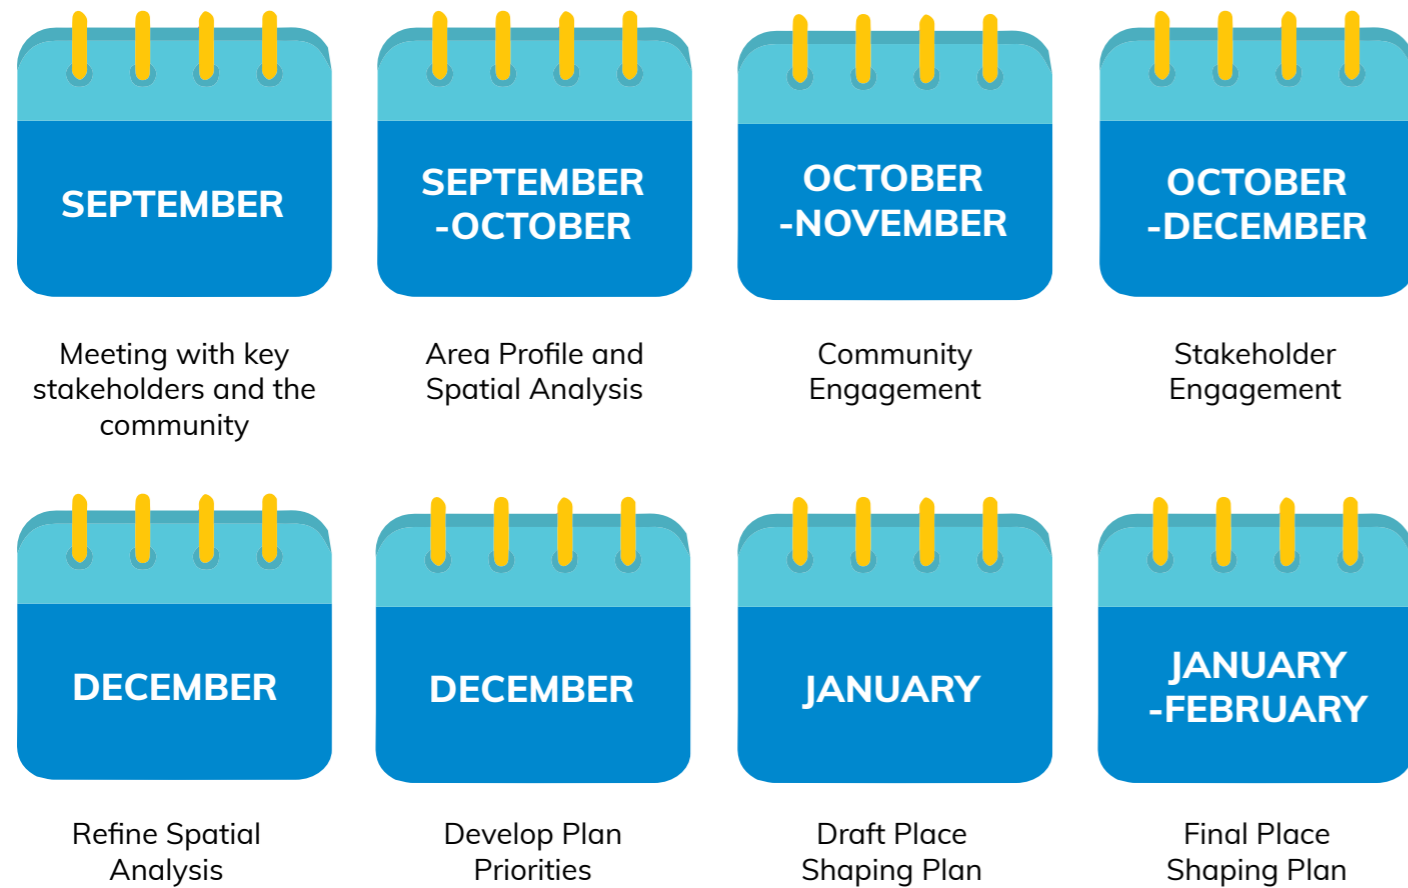 SEPTEMBER
Meeting with key
stakeholders and the
community
SEPTEMBER
-OCTOBER
Area Profile and
Spatial Analysis
OCTOBER
-NOVEMBER
Community
Engagement
OCTOBER
-DECEMBER
Stakeholder
Engagement
DECEMBER
Refine Spatial
Analysis
DECEMBER
Develop Plan
Priorities
JANUARY
Draft Place
Shaping Plan
JANUARY
-FEBRUARY
Final Place
Shaping Plan